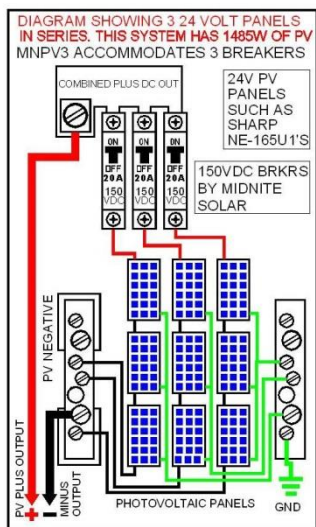 DIAGRAM SHOWING 3 24 VOLT PANELS
IN SERIES. THIS SYSTEM HAS 1485W OF PV
MNPV3 ACCOMMODATES 3 BREAKERS
COMBINED PLUS DC OUT
24V PV
PANELS
SUCH AS
SHARP
NE-165U1'S
ON ON ON
OFF OFF OFF
20A 20A 20A
150 150 150
VDC VDC VDC
150VDC BRKRS
BY MIDNITE
SOLAR
PV NEGATIVE
PV PLUS OUTPUT
+
MINUS
OUTPUT
-
PHOTOVOLTAIC PANELS
GND